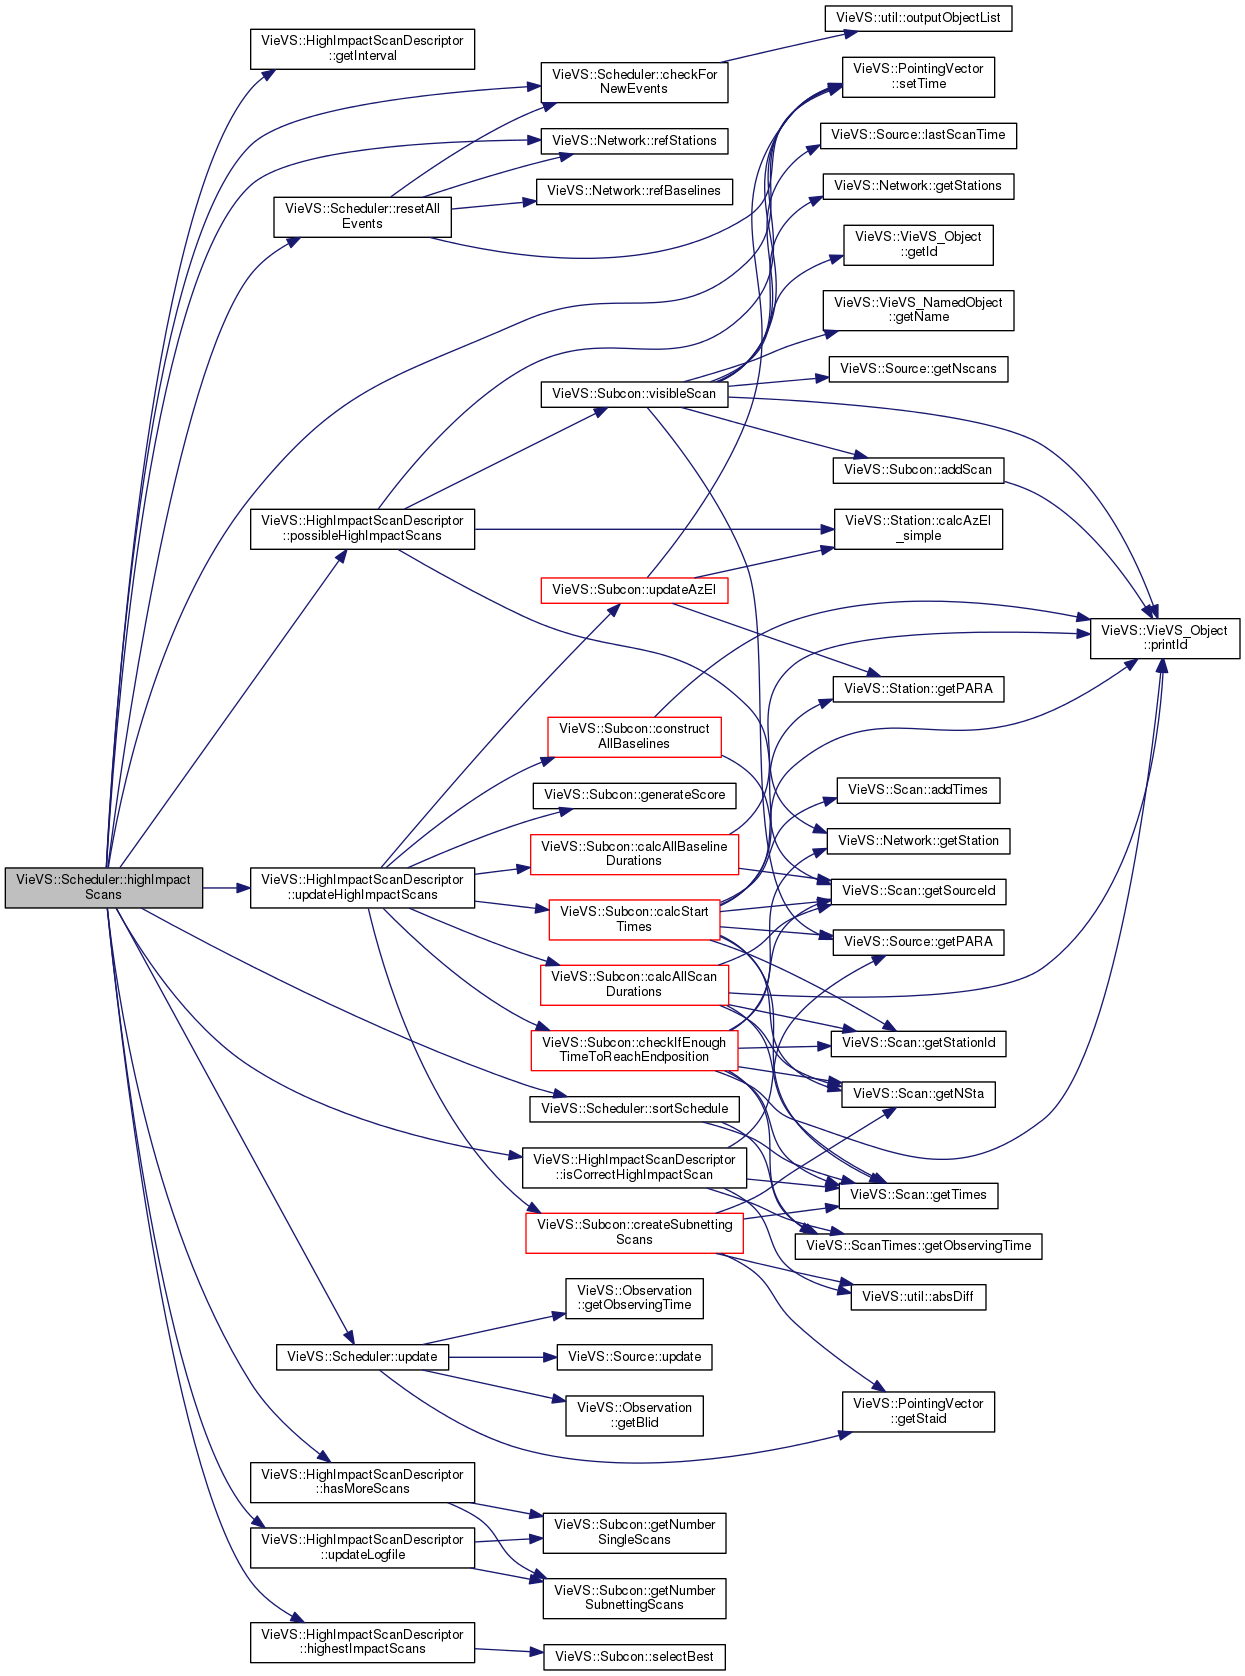 VieVS::Scheduler::highImpact
Scans
VieVS::HighImpactScanDescriptor
::getInterval
VieVS::Scheduler::resetAll
Events
VieVS::HighImpactScanDescriptor
::possibleHighImpactScans
VieVS::HighImpactScanDescriptor
::updateHighImpactScans
VieVS::Scheduler::update
VieVS::HighImpactScanDescriptor
::hasMoreScans
VieVS::HighImpactScanDescriptor
::updateLogfile
VieVS::HighImpactScanDescriptor
::highestImpactScans
VieVS::Scheduler::checkFor
NewEvents
VieVS::Network::refStations
VieVS::Network::refBaselines
VieVS::Subcon::visibleScan
VieVS::Subcon::updateAzEl
VieVS::Subcon::construct
AllBaselines
VieVS::Subcon::generateScore
VieVS::Subcon::calcAllBaseline
Durations
VieVS::Subcon::calcStart
Times
VieVS::Subcon::calcAllScan
Durations
VieVS::Subcon::checkIfEnough
TimeToReachEndposition
VieVS::Scheduler::sortSchedule
VieVS::HighImpactScanDescriptor
::isCorrectHighImpactScan
VieVS::Subcon::createSubnetting
Scans
VieVS::Observation
::getObservingTime
VieVS::Source::update
VieVS::Observation
::getBlid
VieVS::Subcon::getNumber
SingleScans
VieVS::Subcon::getNumber
SubnettingScans
VieVS::Subcon::selectBest
VieVS::util::outputObjectList
VieVS::PointingVector
::setTime
VieVS::Source::lastScanTime
VieVS::Network::getStations
VieVS::VieVS_Object
::getId
VieVS::VieVS_NamedObject
::getName
VieVS::Source::getNscans
VieVS::Subcon::addScan
VieVS::Station::calcAzEl
_simple
VieVS::Station::getPARA
VieVS::Scan::addTimes
VieVS::Network::getStation
VieVS::Scan::getSourceId
VieVS::Source::getPARA
VieVS::Scan::getStationId
VieVS::Scan::getNSta
VieVS::Scan::getTimes
VieVS::ScanTimes::getObservingTime
VieVS::util::absDiff
VieVS::PointingVector
::getStaid
VieVS::VieVS_Object
::printId